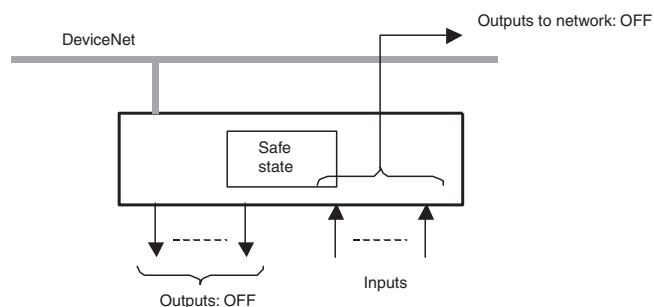 Outputs to network: OFF
DeviceNet
Safe
state
Inputs
Outputs: OFF